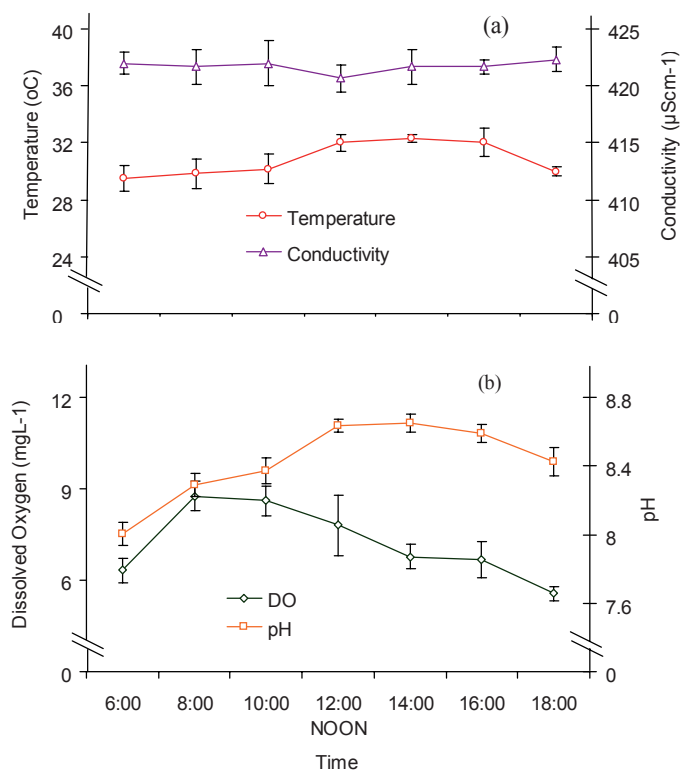 (a)
Temperature (oC)
40
36
32
28
24
0
Conductivity (µScm-1)
425
420
415
410
405
0
Temperature
Conductivity
(b)
Dissolved Oxygen (mgL-1)
12
9
6
0
pH
8.8
8.4
8
7.6
0
DO
pH
6:00 8:00 10:00 12:00 14:00 16:00 18:00
NOON
Time